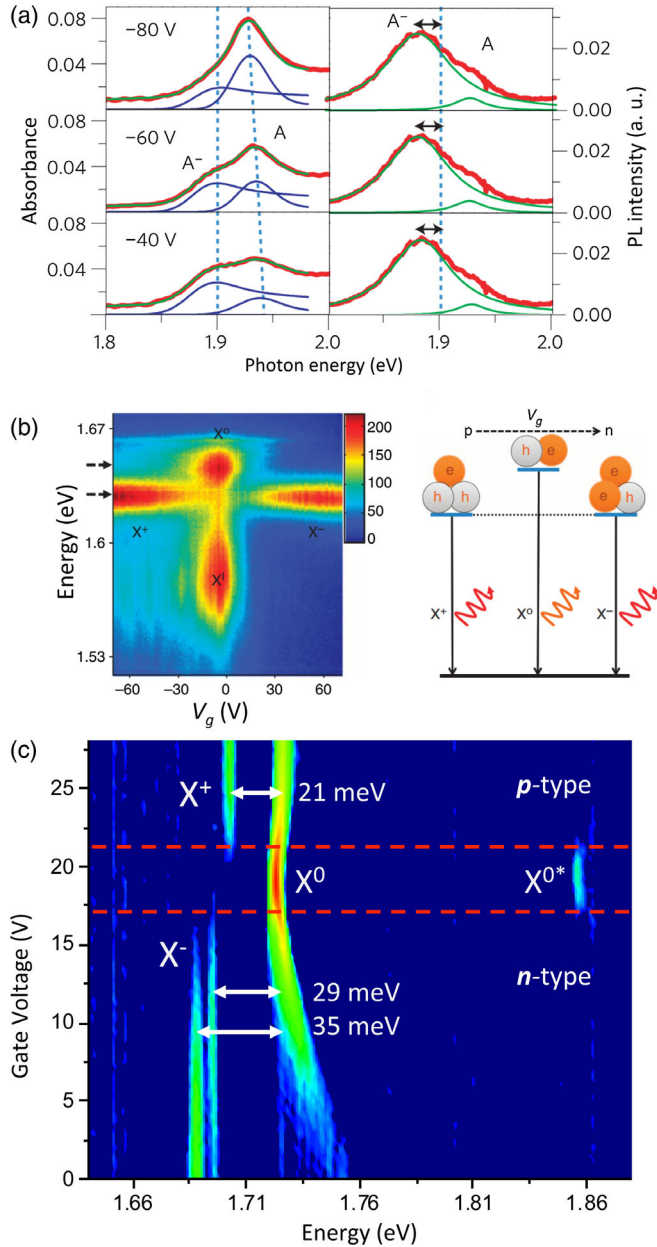 (a)
0.08
−80 V
0.04
A⁻
A
0.02
0.00
0.08
−60 V
A
A⁻
0.04
0.02
0.00
−40 V
0.04
0.02
0.00
Absorbance
PL intensity (a. u.)
1.8 1.9 2.0 1.9 2.0
Photon energy (eV)
(b)
1.67
1.6
1.53
Energy (eV)
X⁰
X⁺
X⁻
Xᴵ
200
150
100
50
0
−60 −30 0 30 60
V_g (V)
V_g
p n
h e
e
h h
e
e h
X⁺ X⁰ X⁻
(c)
25
20
15
10
5
0
Gate Voltage (V)
X⁺
21 meV
p-type
X⁰
X⁰*
X⁻
n-type
29 meV
35 meV
1.66 1.71 1.76 1.81 1.86
Energy (eV)